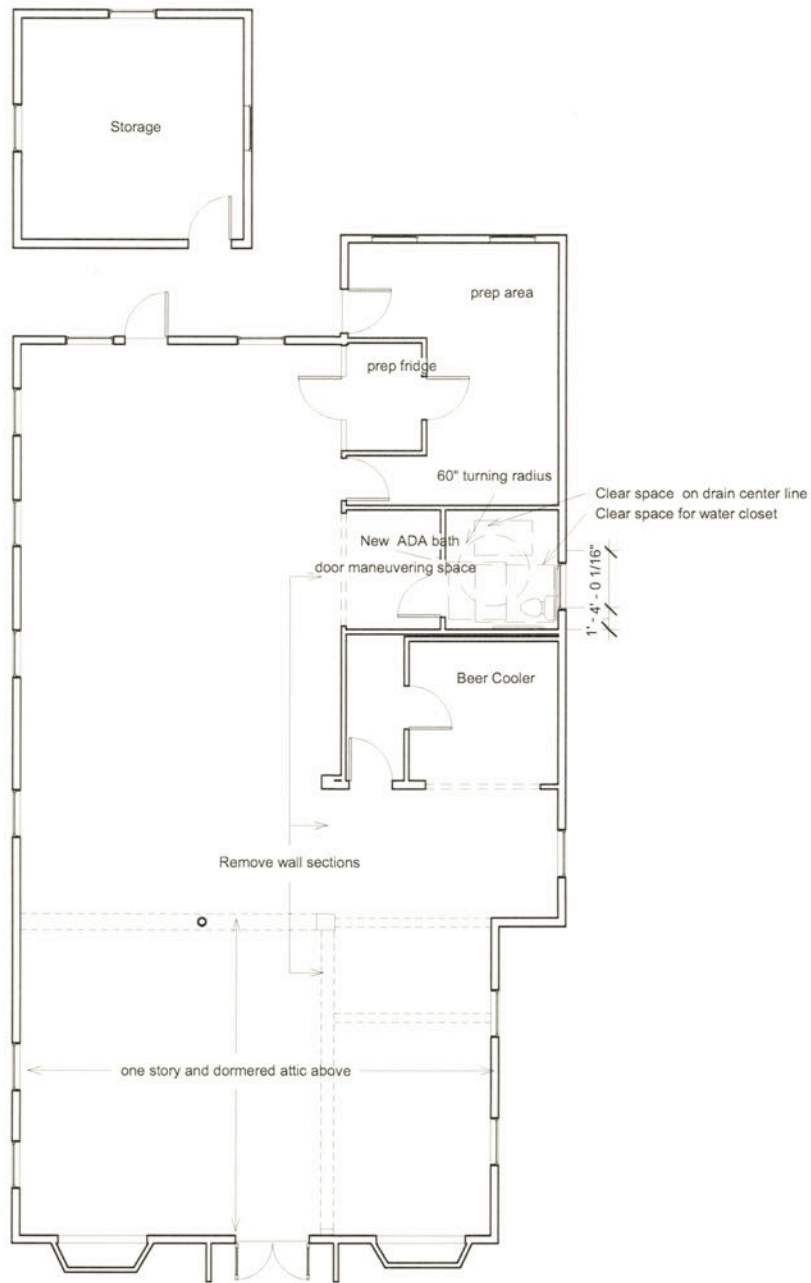 Storage
prep area
prep fridge
60" turning radius
Clear space on drain center line
Clear space for water closet
New ADA bath
door maneuvering space
1' - 4' - 0 1/16"
Beer Cooler
Remove wall sections
one story and dormered attic above